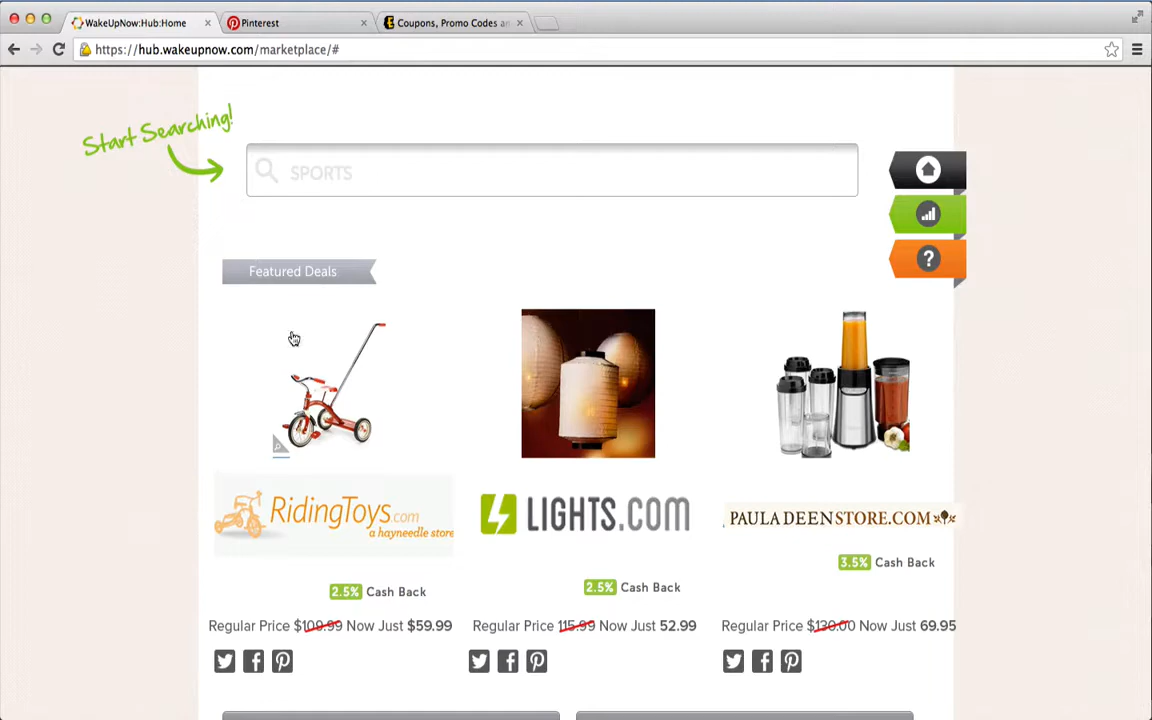 WakeUpNow:Hub:Home
Pinterest
Coupons, Promo Codes an
https://hub.wakeupnow.com/marketplace/#
Start Searching!
SPORTS
Featured Deals
RidingToys.com
a hayneedle store
LIGHTS.COM
PAULA DEENSTORE.COM
2.5% Cash Back
2.5% Cash Back
3.5% Cash Back
Regular Price $109.99 Now Just $59.99
Regular Price 115.99 Now Just 52.99
Regular Price $130.00 Now Just 69.95